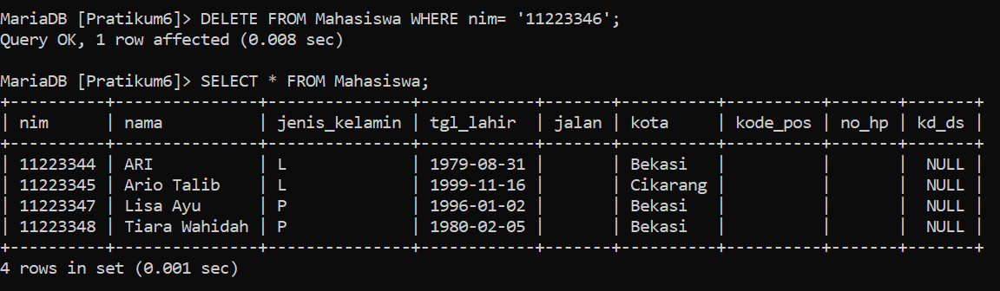 MariaDB [Pratikum6]> DELETE FROM Mahasiswa WHERE nim= '11223346';
Query OK, 1 row affected (0.008 sec)

MariaDB [Pratikum6]> SELECT * FROM Mahasiswa;
+----------+---------------+---------------+------------+-------+----------+----------+-------+-------+
| nim      | nama          | jenis_kelamin | tgl_lahir  | jalan | kota     | kode_pos | no_hp | kd_ds |
+----------+---------------+---------------+------------+-------+----------+----------+-------+-------+
| 11223344 | ARI           | L             | 1979-08-31 |       | Bekasi   |          |       |  NULL |
| 11223345 | Ario Talib    | L             | 1999-11-16 |       | Cikarang |          |       |  NULL |
| 11223347 | Lisa Ayu      | P             | 1996-01-02 |       | Bekasi   |          |       |  NULL |
| 11223348 | Tiara Wahidah | P             | 1980-02-05 |       | Bekasi   |          |       |  NULL |
+----------+---------------+---------------+------------+-------+----------+----------+-------+-------+
4 rows in set (0.001 sec)